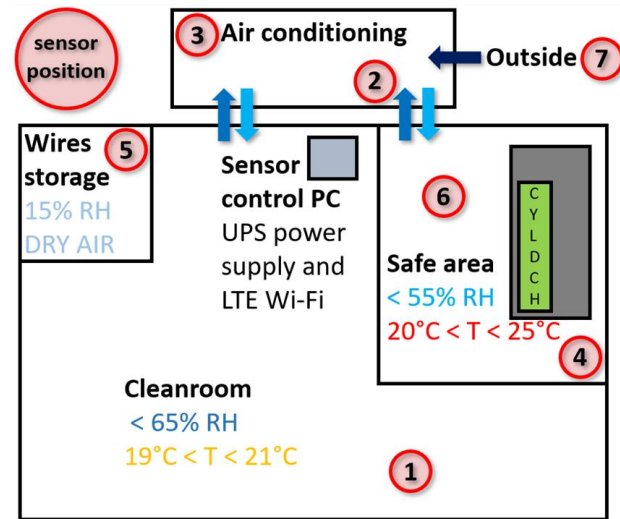 sensor
position
3
Air conditioning
2
Outside
7
Wires
storage
15% RH
DRY AIR
5
Sensor
control PC
UPS power
supply and
LTE Wi-Fi
6
Safe area
< 55% RH
20°C < T < 25°C
C
Y
L
D
C
H
4
Cleanroom
< 65% RH
19°C < T < 21°C
1